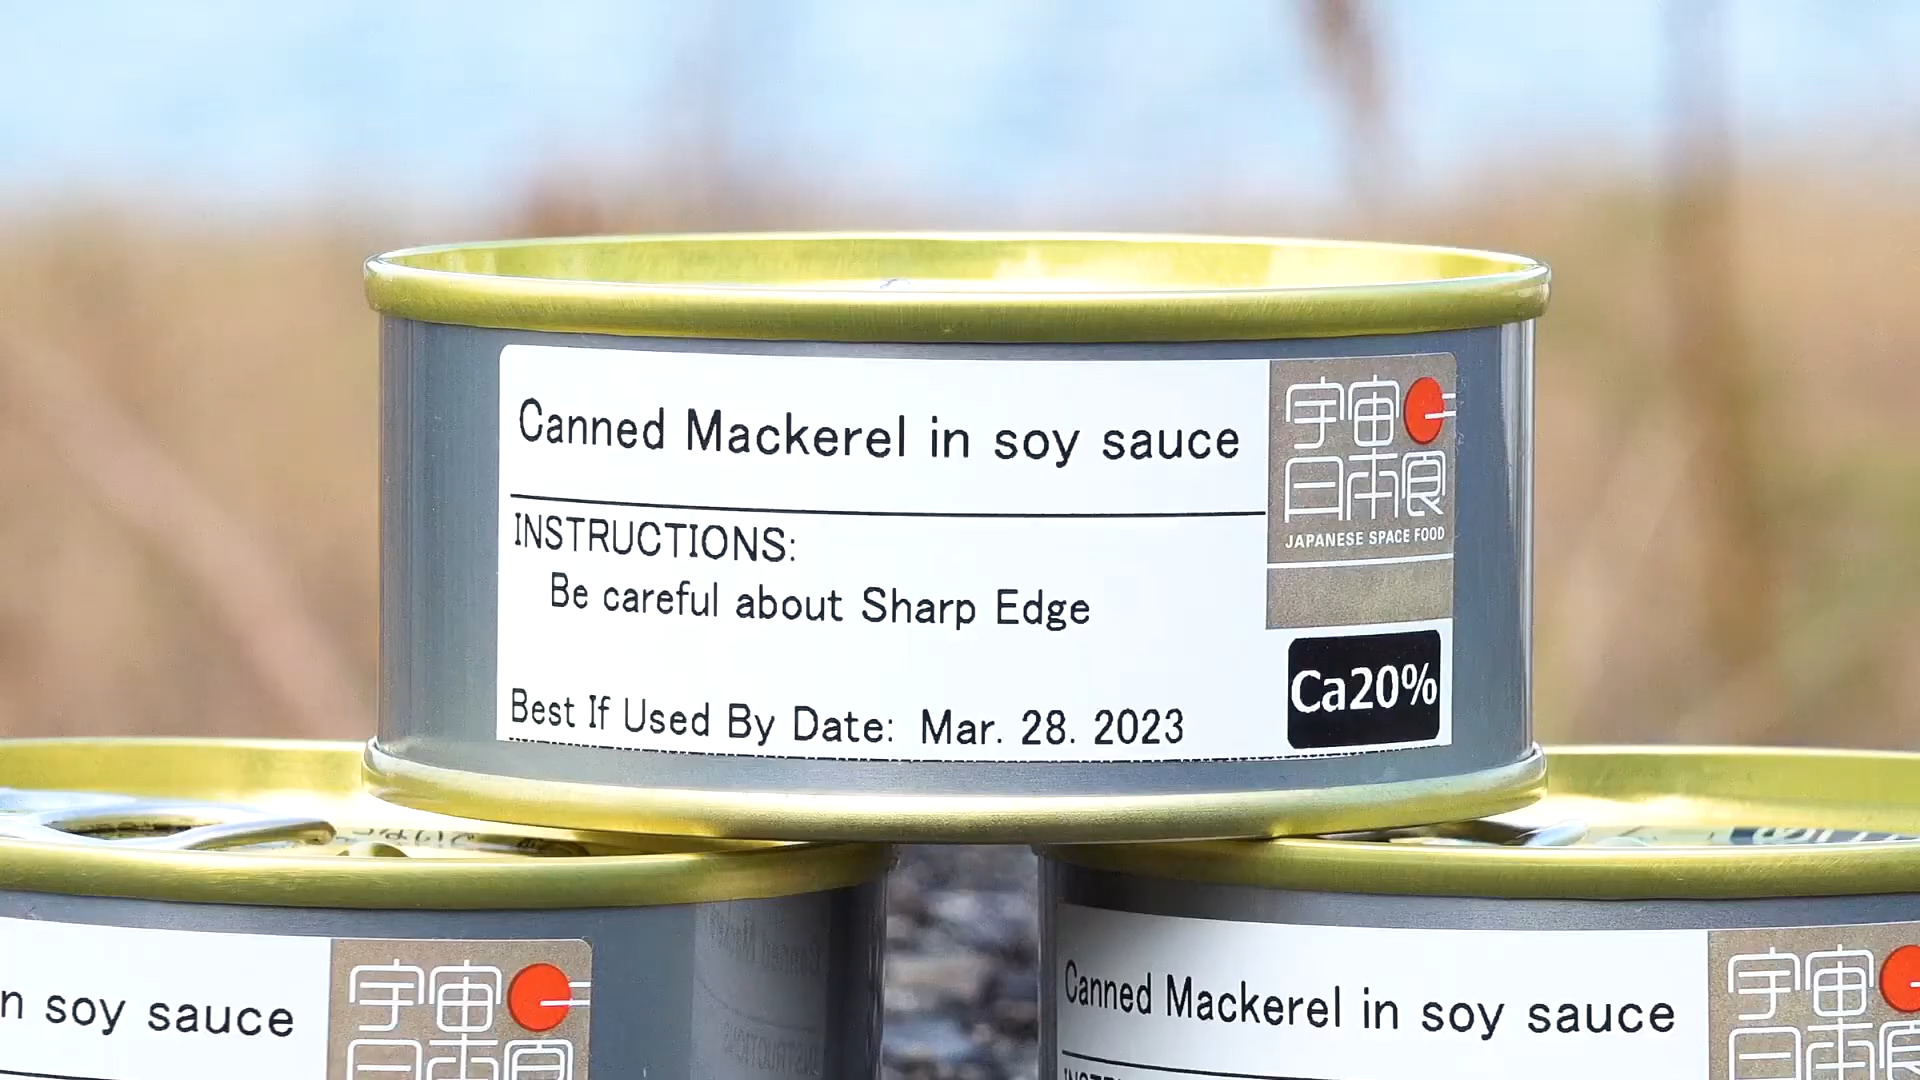 Canned Mackerel in soy sauce
INSTRUCTIONS:
Be careful about Sharp Edge
Best If Used By Date: Mar. 28. 2023
宇宙
日本食
JAPANESE SPACE FOOD
Ca20%
n soy sauce
宇宙
日本食
Canned Mackerel in soy sauce
宇宙
日本食